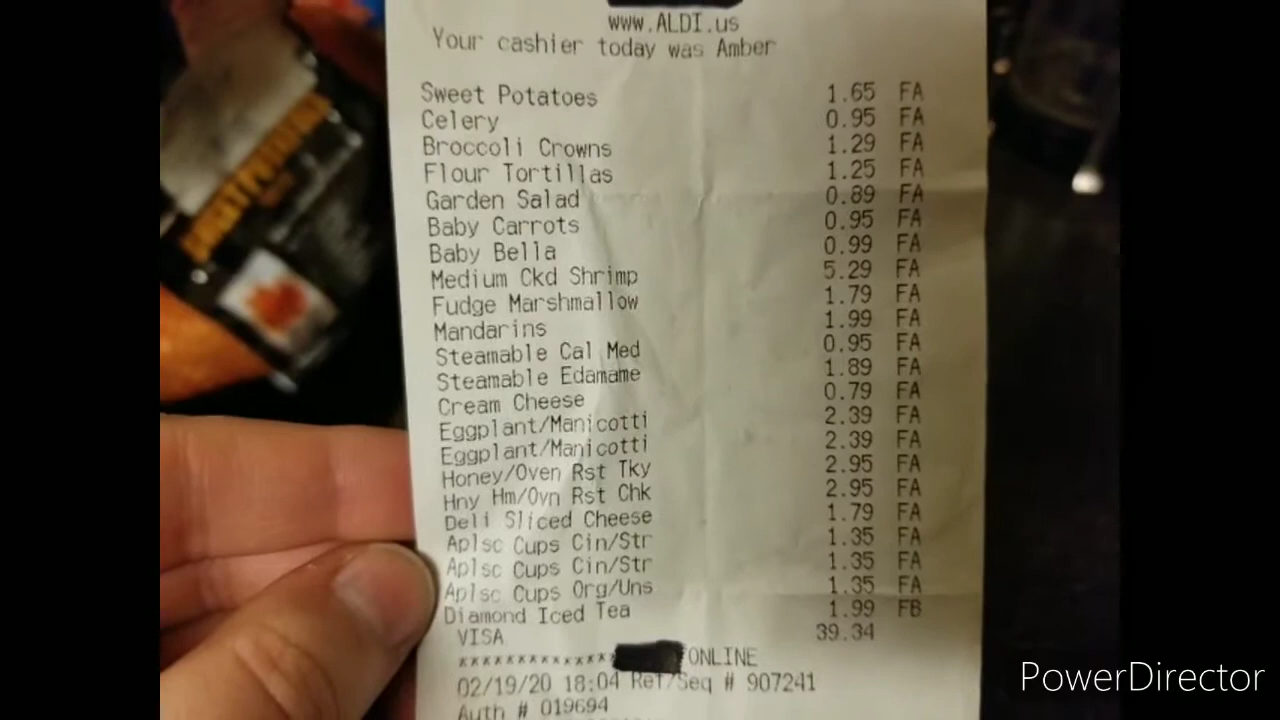 www.ALDI.us
Your cashier today was Amber
Sweet Potatoes 1.65 FA
Celery 0.95 FA
Broccoli Crowns 1.29 FA
Flour Tortillas 1.25 FA
Garden Salad 0.89 FA
Baby Carrots 0.95 FA
Baby Bella 0.99 FA
Medium Ckd Shrimp 5.29 FA
Fudge Marshmallow 1.79 FA
Mandarins 1.99 FA
Steamable Cal Med 0.95 FA
Steamable Edamame 1.89 FA
Cream Cheese 0.79 FA
Eggplant/Manicotti 2.39 FA
Eggplant/Manicotti 2.39 FA
Honey/Oven Rst Tky 2.95 FA
Hny Hm/Ovn Rst Chk 2.95 FA
Deli Sliced Cheese 1.79 FA
Aplsc Cups Cin/Str 1.35 FA
Aplsc Cups Cin/Str 1.35 FA
Aplsc Cups Org/Uns 1.35 FA
Diamond Iced Tea 1.99 FB
VISA 39.34
************* ONLINE
02/19/20 18:04 Ref/Seq # 907241
Auth # 019694
PowerDirector